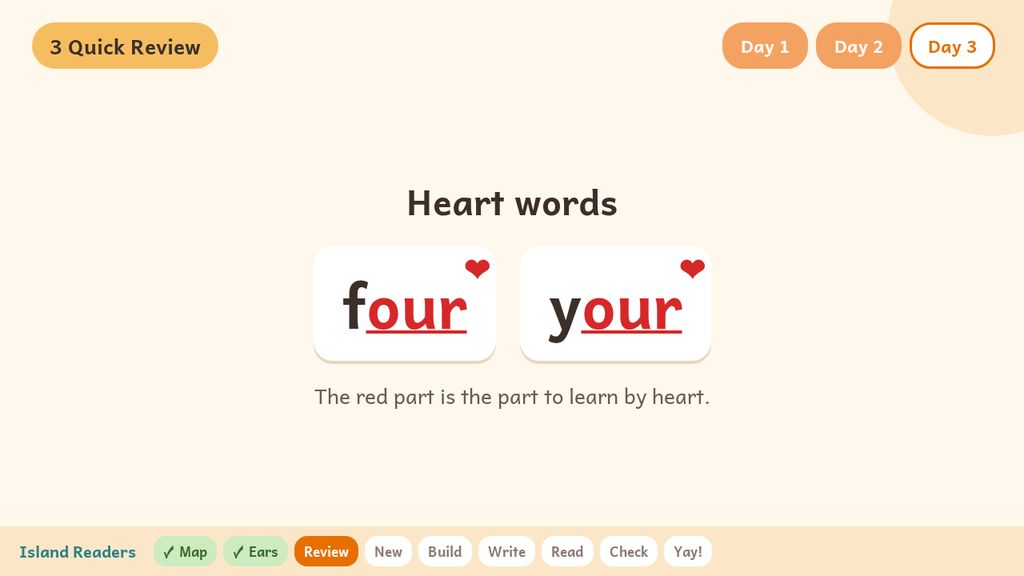 3 Quick Review
Day 1 Day 2 Day 3
Heart words
four❤ your❤
The red part is the part to learn by heart.
Island Readers ✓ Map ✓ Ears Review New Build Write Read Check Yay!